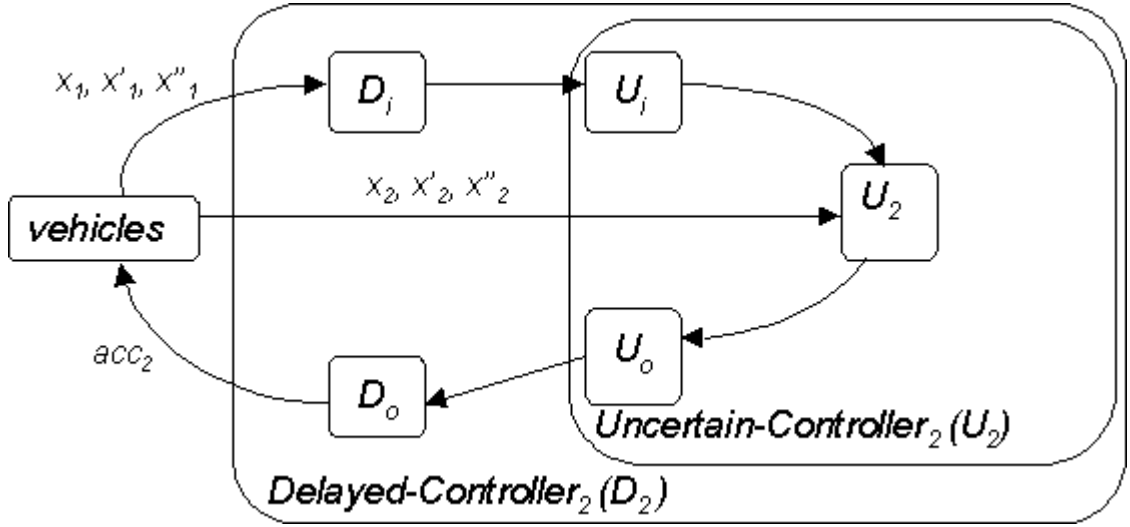 x₁, x'₁, x"₁
Dᵢ
Uᵢ
x₂, x'₂, x"₂
U₂
vehicles
acc₂
Uₒ
Dₒ
Uncertain-Controller₂ (U₂)
Delayed-Controller₂ (D₂)